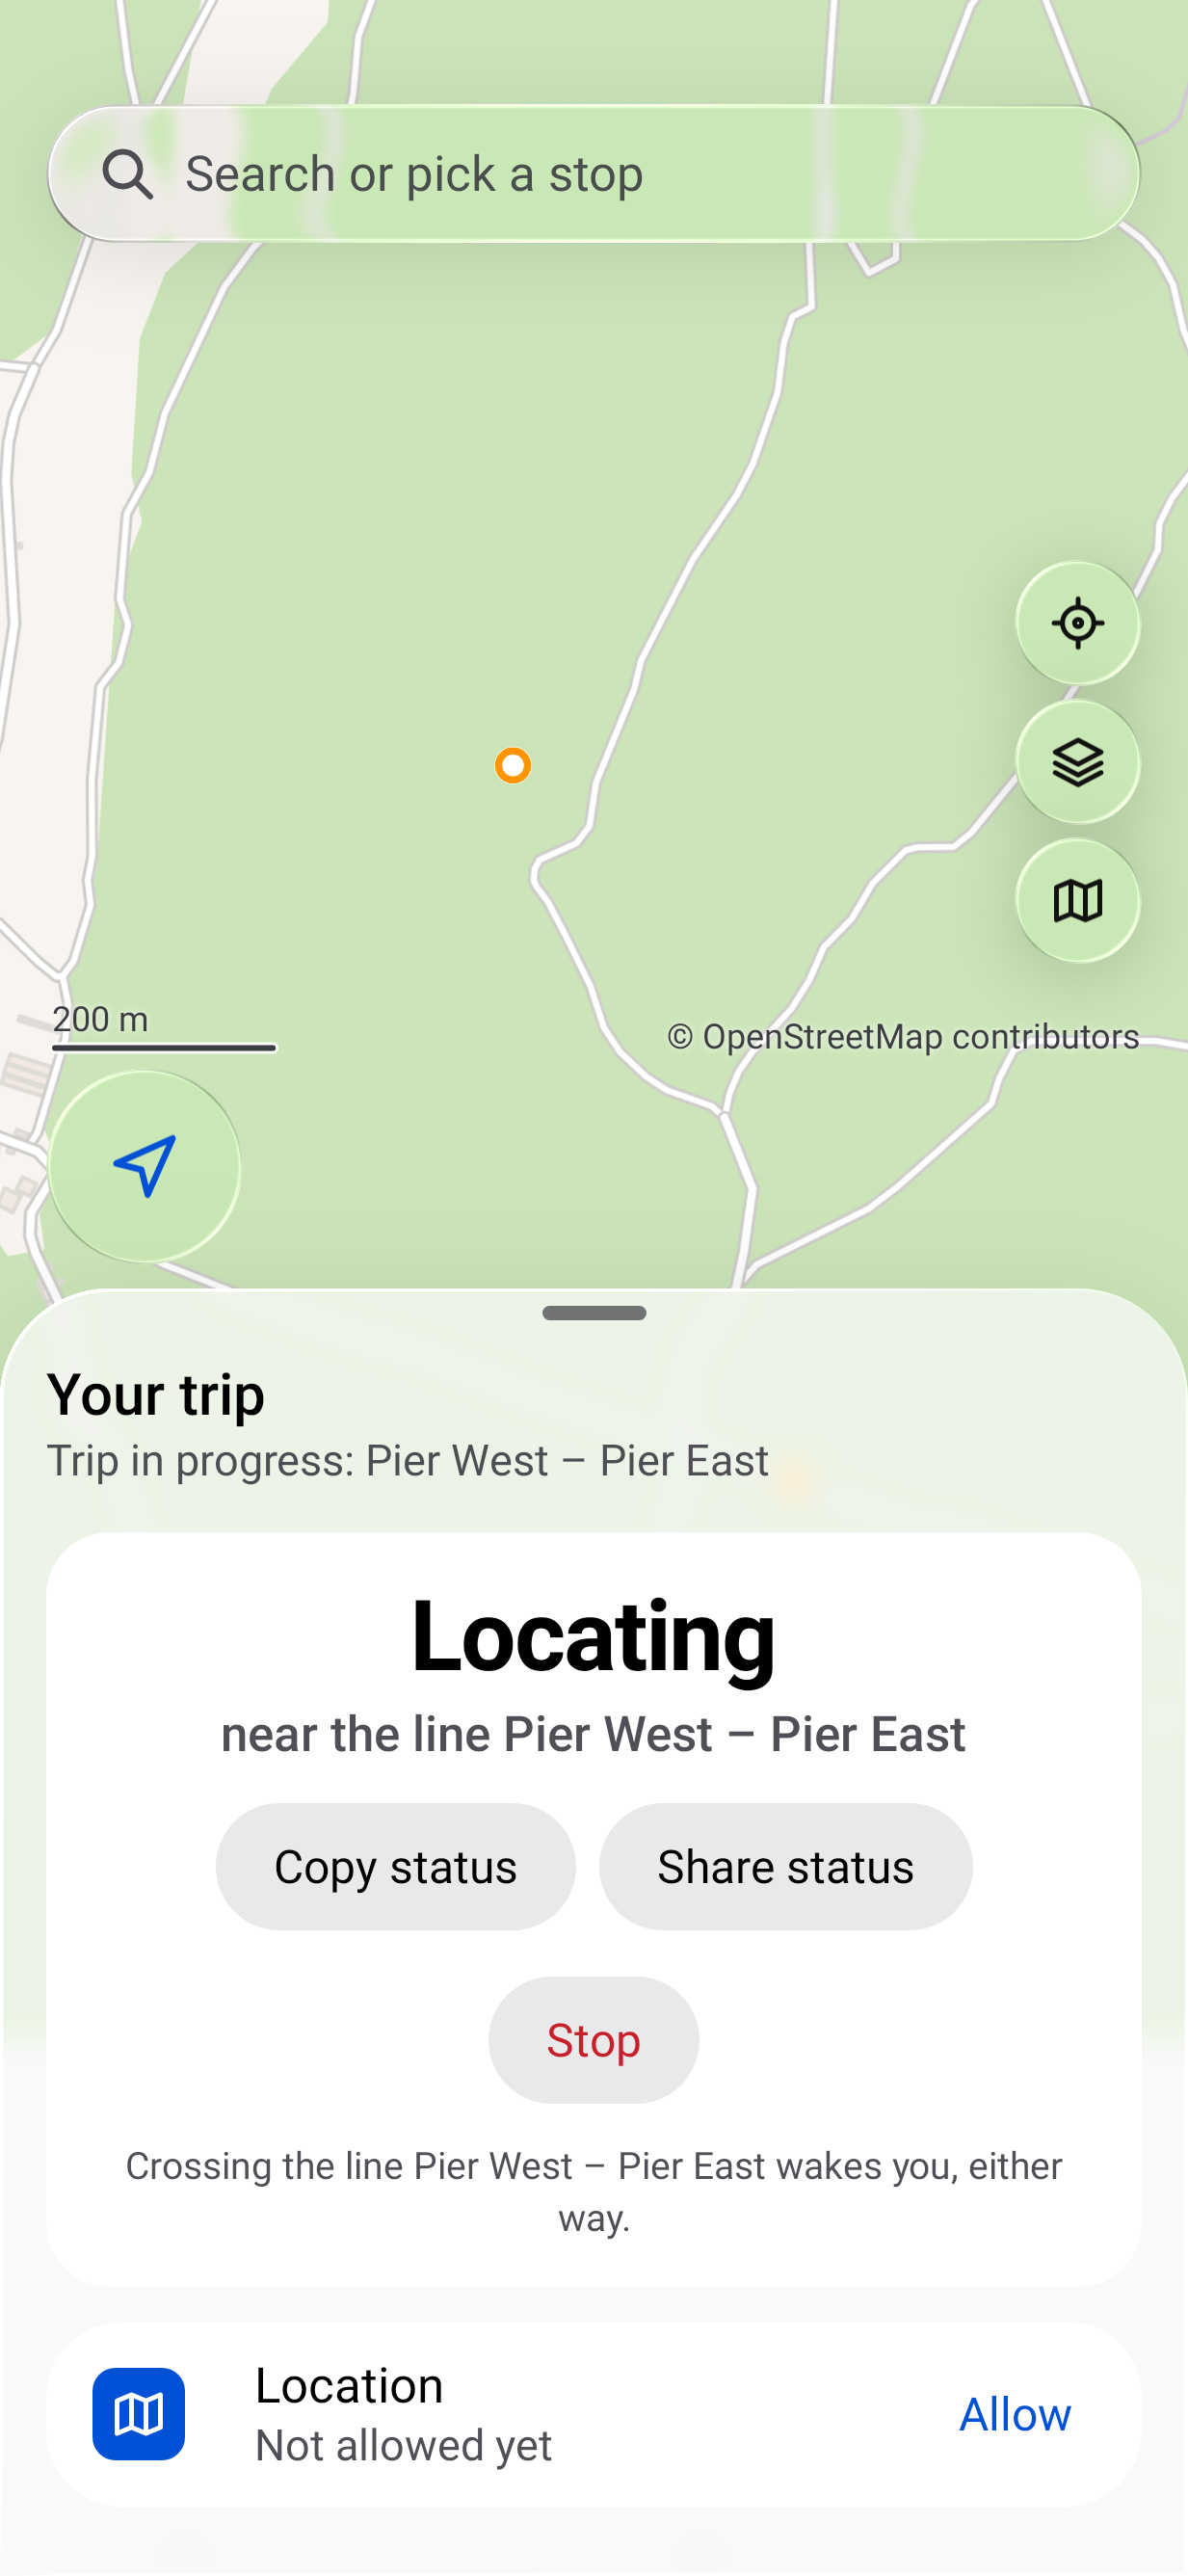 Search or pick a stop
200 m
© OpenStreetMap contributors
Your trip
Trip in progress: Pier West – Pier East
Locating
near the line Pier West – Pier East
Copy status
Share status
Stop
Crossing the line Pier West – Pier East wakes you, either
way.
Location
Not allowed yet
Allow